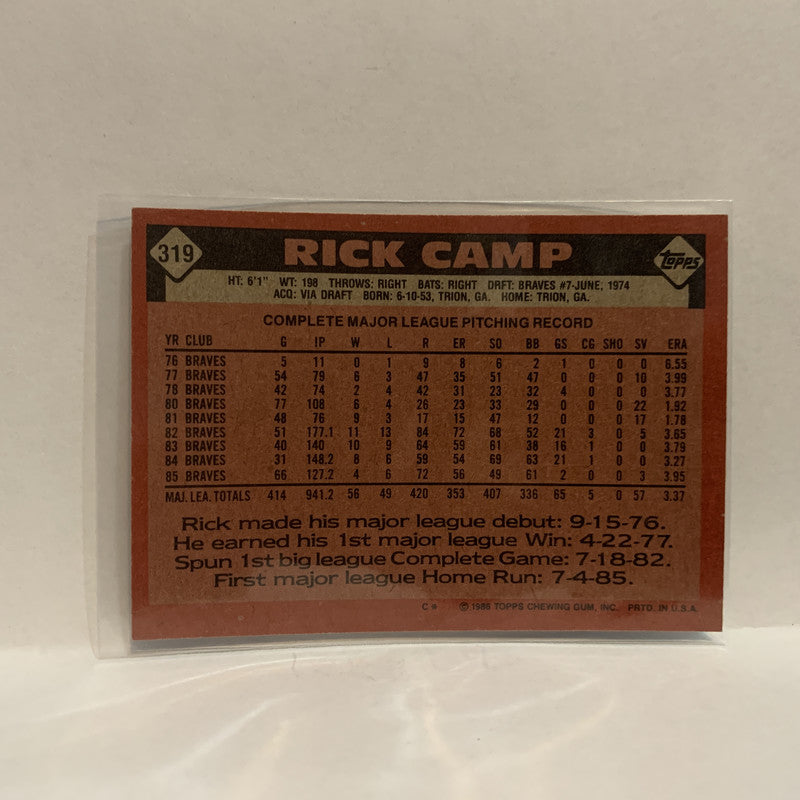 319 RICK CAMP topps
HT: 6'1" WT: 198 THROWS: RIGHT BATS: RIGHT DRFT: BRAVES #7-JUNE, 1974
ACQ: VIA DRAFT BORN: 6-10-53, TRION, GA. HOME: TRION, GA.
COMPLETE MAJOR LEAGUE PITCHING RECORD
YR CLUB G IP W L R ER SO BB GS CG SHO SV ERA
76 BRAVES 5 11 0 1 9 8 6 2 1 0 0 0 6.55
77 BRAVES 54 79 6 3 47 35 51 47 0 0 0 10 3.99
78 BRAVES 42 74 2 4 42 31 23 32 4 0 0 0 3.77
80 BRAVES 77 108 6 4 26 23 33 29 0 0 0 22 1.92
81 BRAVES 48 76 9 3 17 15 47 12 0 0 0 17 1.78
82 BRAVES 51 177.1 11 13 84 72 68 52 21 3 0 5 3.65
83 BRAVES 40 140 10 9 64 59 61 38 16 1 0 0 3.79
84 BRAVES 31 148.2 8 6 59 54 69 63 21 1 0 0 3.27
85 BRAVES 66 127.2 4 6 72 56 49 61 2 0 0 3 3.95
MAJ. LEA. TOTALS 414 941.2 56 49 420 353 407 336 65 5 0 57 3.37
Rick made his major league debut: 9-15-76.
He earned his 1st major league Win: 4-22-77.
Spun 1st big league Complete Game: 7-18-82.
First major league Home Run: 7-4-85.
C* © 1986 TOPPS CHEWING GUM, INC. PRTD. IN U.S.A.